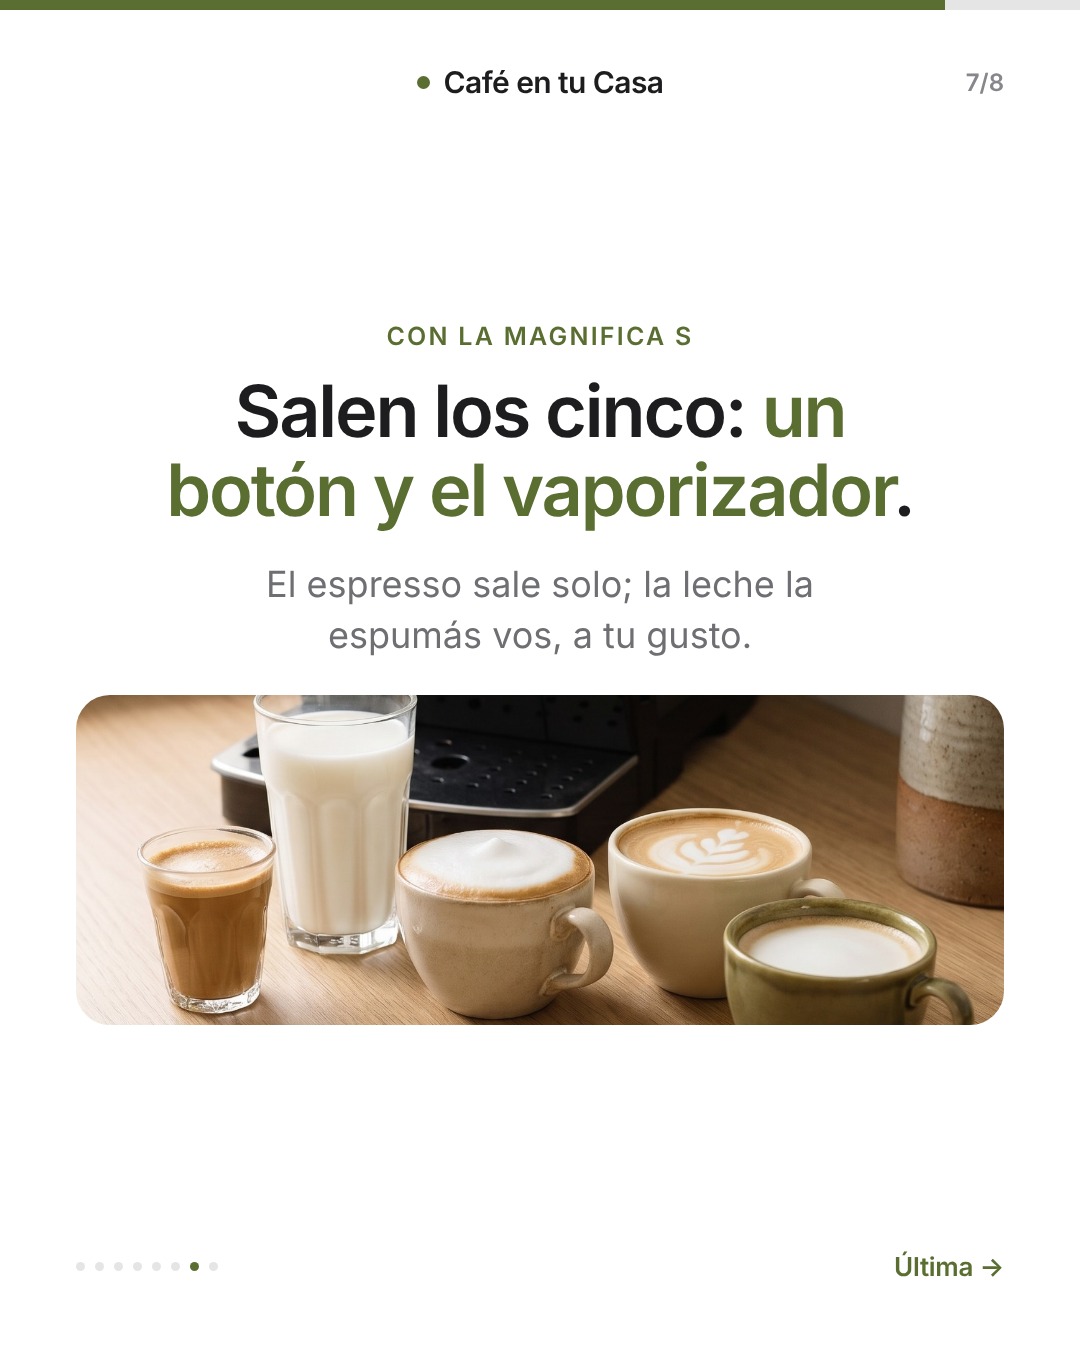 Café en tu Casa
7/8
CON LA MAGNIFICA S
Salen los cinco: un
botón y el vaporizador.
El espresso sale solo; la leche la
espumás vos, a tu gusto.
Última →